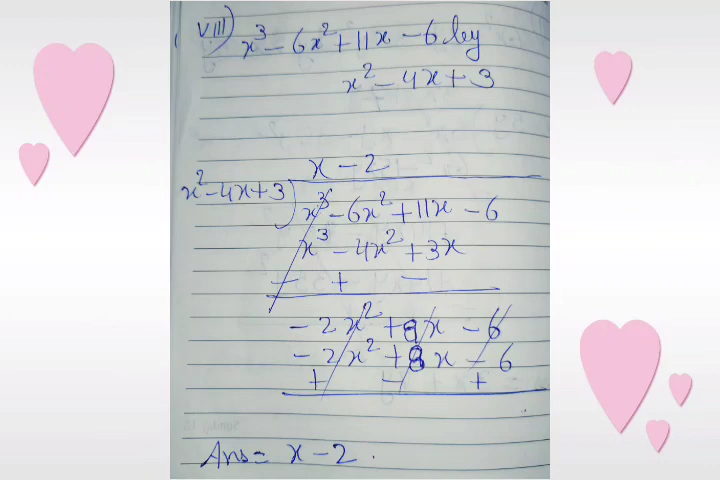 VIII) x³ - 6x² + 11x - 6 by
x² - 4x + 3
x - 2
x² - 4x + 3 ) x³ - 6x² + 11x - 6
x³ - 4x² + 3x
- + -
- 2x² + 8x - 6
- 2x² + 8x - 6
+ - +
Ans = x - 2 .